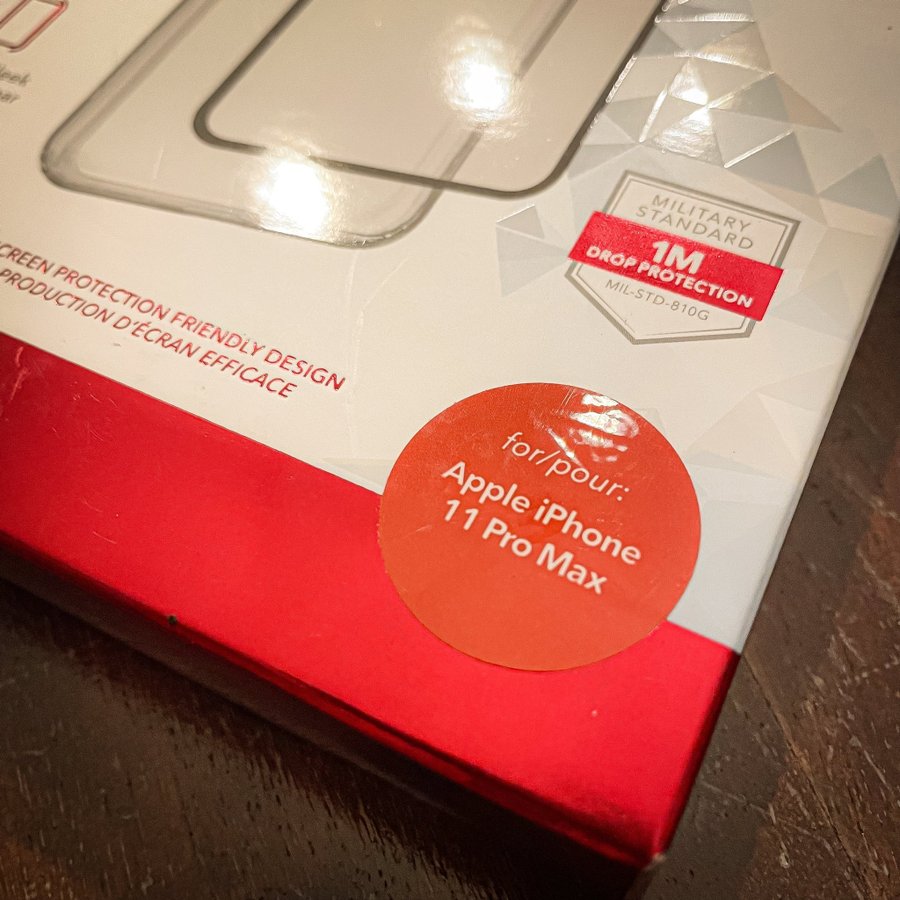 MILITARY
STANDARD
1M
DROP PROTECTION
MIL-STD-810G
SCREEN PROTECTION FRIENDLY DESIGN
PRODUCTION D'ÉCRAN EFFICACE
for/pour:
Apple iPhone
11 Pro Max